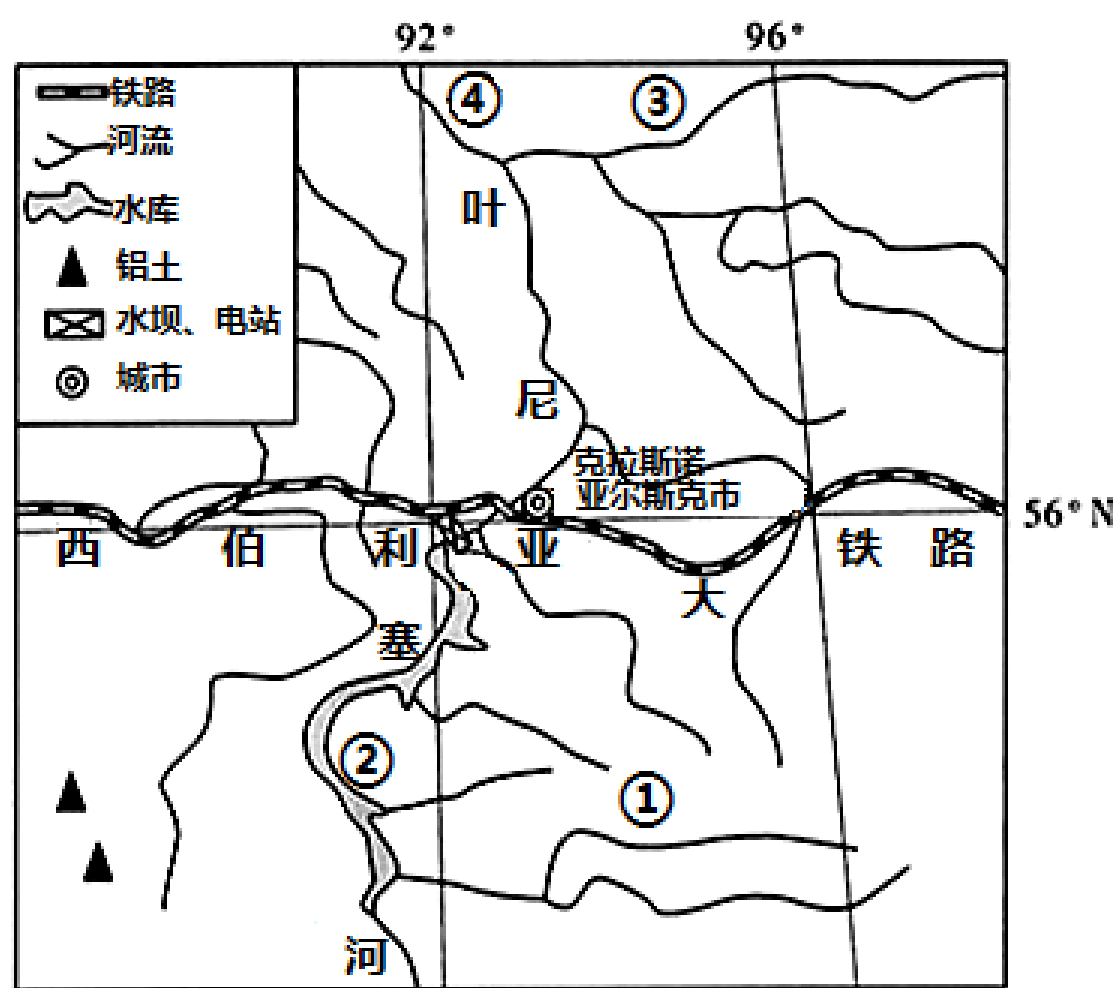 92°
96°
铁路
河流
水库
铝土
水坝、电站
城市
④
③
叶
尼
克拉斯诺
亚尔斯克市
56°N
西伯利亚大铁路
塞
②
①
河